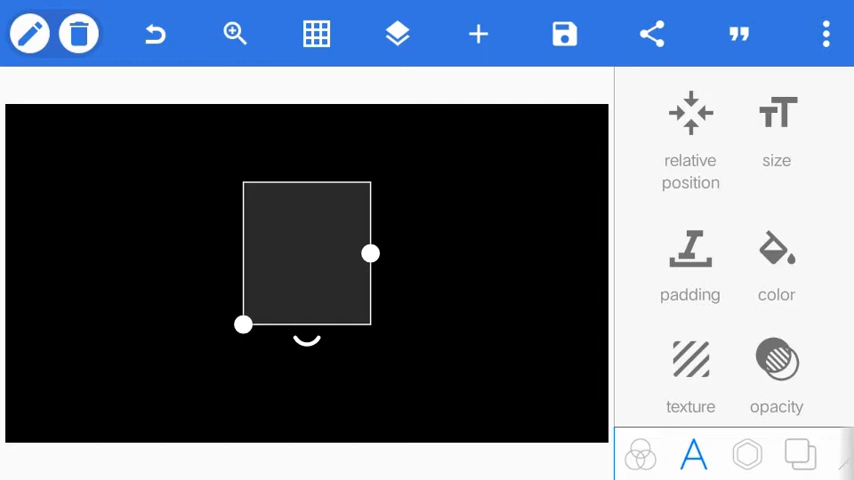 relative
position
size
padding
color
texture
opacity